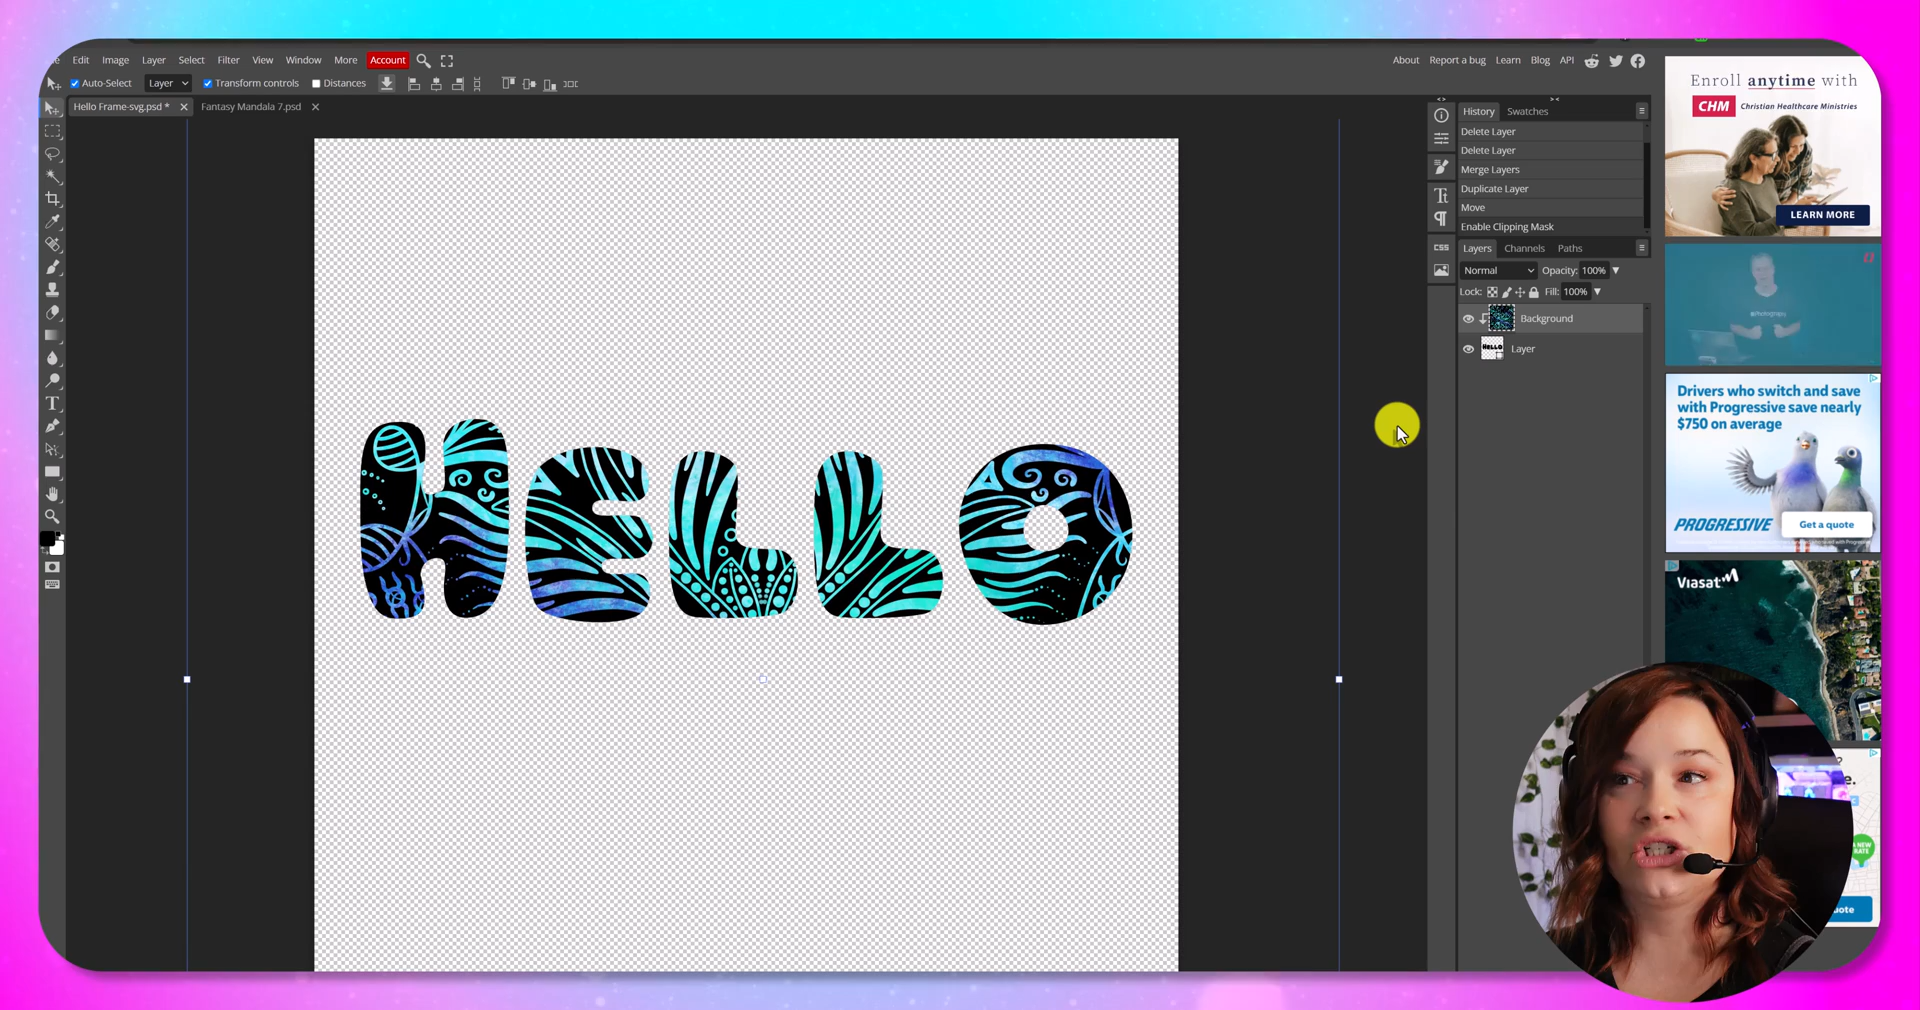 Edit Image Layer Select Filter View Window More Account
About Report a bug Learn Blog API
Auto-Select Layer Transform controls Distances
Hello Frame-svg.psd * Fantasy Mandala 7.psd
History Swatches
Delete Layer
Delete Layer
Merge Layers
Duplicate Layer
Move
Enable Clipping Mask
Layers Channels Paths
Normal Opacity: 100%
Lock: Fill: 100%
Background
Layer
CSS
HELLO
Enroll anytime with
CHM Christian Healthcare Ministries
LEARN MORE
Drivers who switch and save
with Progressive save nearly
$750 on average
PROGRESSIVE Get a quote
Viasat
A NEW
RATE
ote